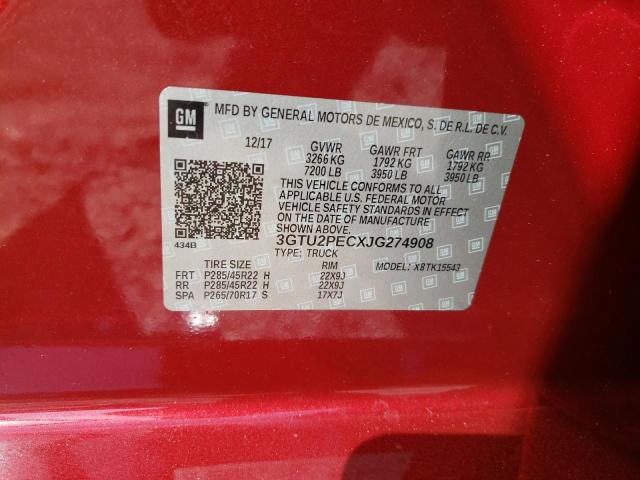 GM MFD BY GENERAL MOTORS DE MEXICO, S. DE R.L. DE C.V.
12/17 GVWR GAWR FRT GAWR RR
3266 KG 1792 KG 1792 KG
7200 LB 3950 LB 3950 LB
THIS VEHICLE CONFORMS TO ALL
APPLICABLE U.S. FEDERAL MOTOR
VEHICLE SAFETY STANDARDS IN EFFECT
ON THE DATE OF MANUFACTURE
SHOWN ABOVE.
434B 3GTU2PECXJG274908
TYPE: TRUCK
TIRE SIZE RIM MODEL: X8TK15543
FRT P285/45R22 H 22X9J
RR P285/45R22 H 22X9J
SPA P265/70R17 S 17X7J